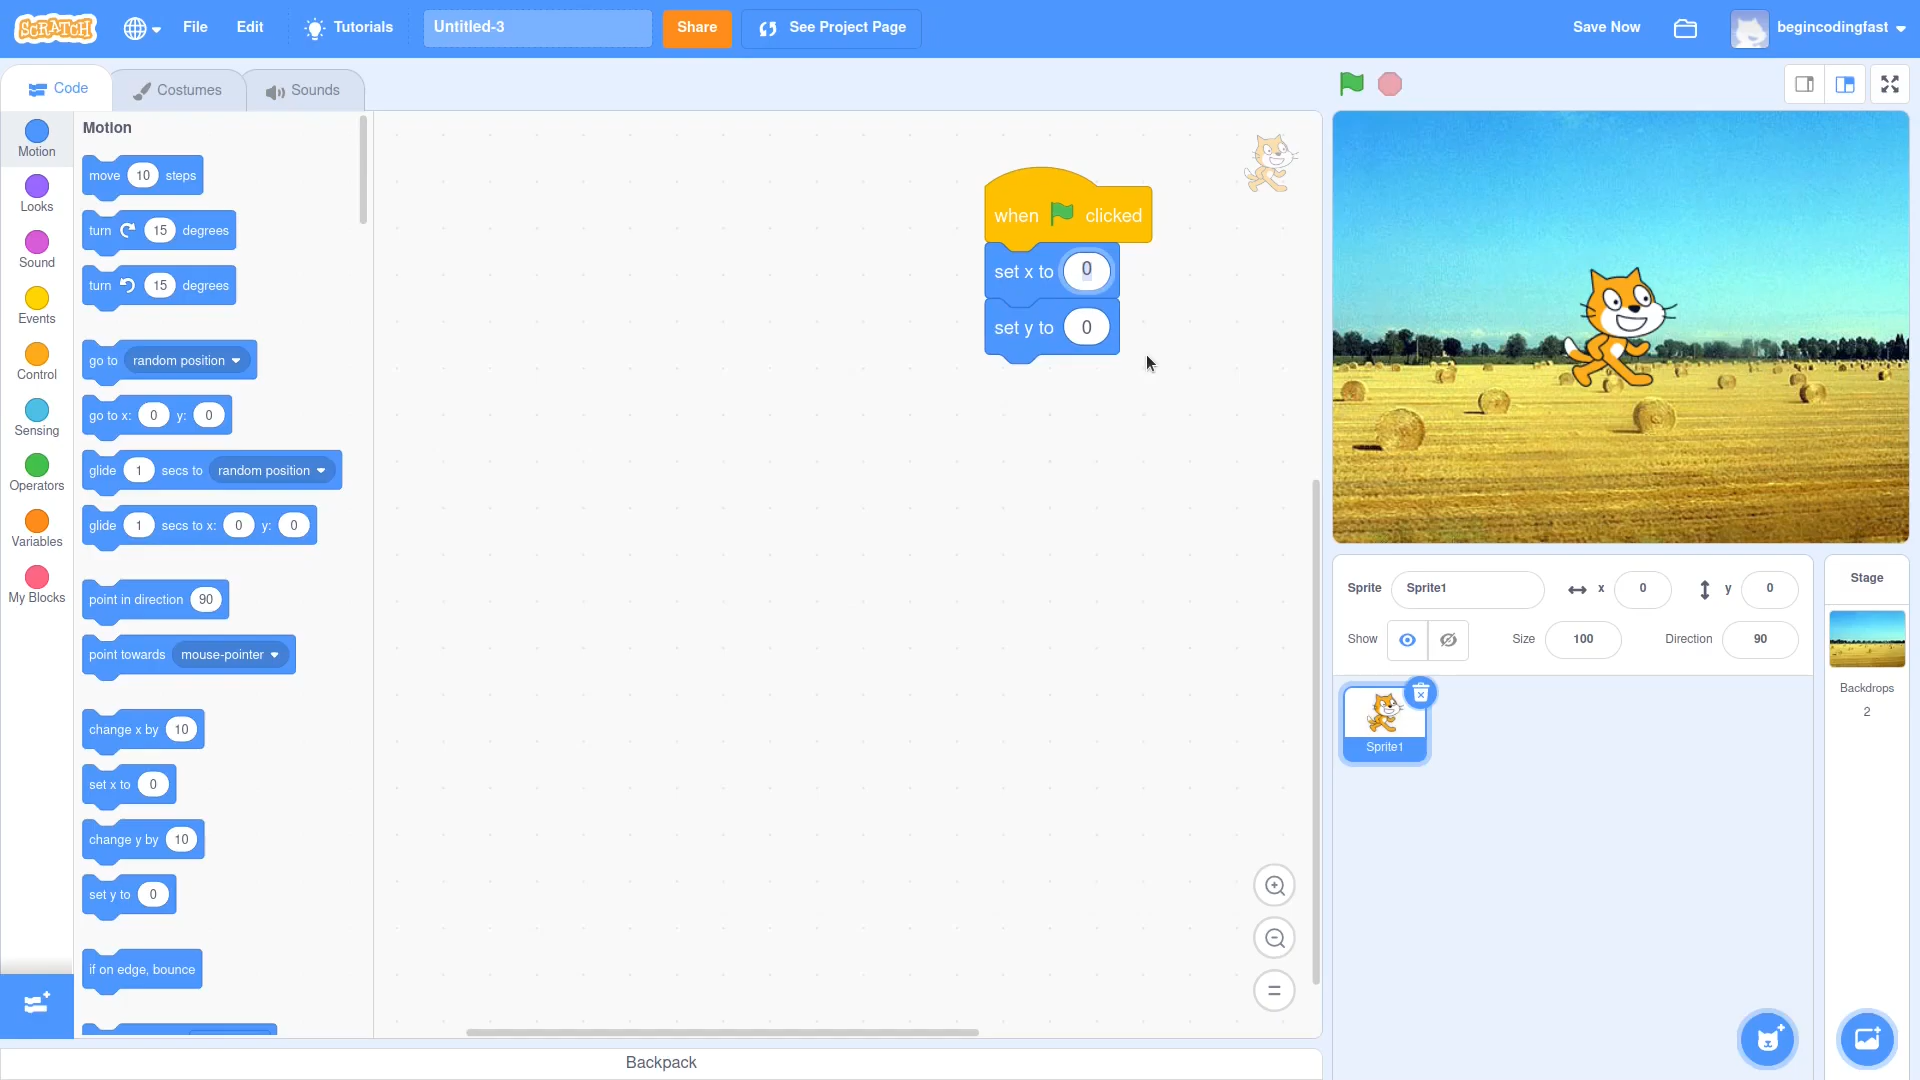 SCRATCH File Edit Tutorials Untitled-3 Share See Project Page Save Now begincodingfast
Code Costumes Sounds
Motion
Looks
Sound
Events
Control
Sensing
Operators
Variables
My Blocks
Motion
move 10 steps
turn 15 degrees
turn 15 degrees
go to random position
go to x: 0 y: 0
glide 1 secs to random position
glide 1 secs to x: 0 y: 0
point in direction 90
point towards mouse-pointer
change x by 10
set x to 0
change y by 10
set y to 0
if on edge, bounce
when clicked
set x to 0
set y to 0
Backpack
Sprite Sprite1 x 0 y 0
Show Size 100 Direction 90
Sprite1
Stage
Backdrops
2